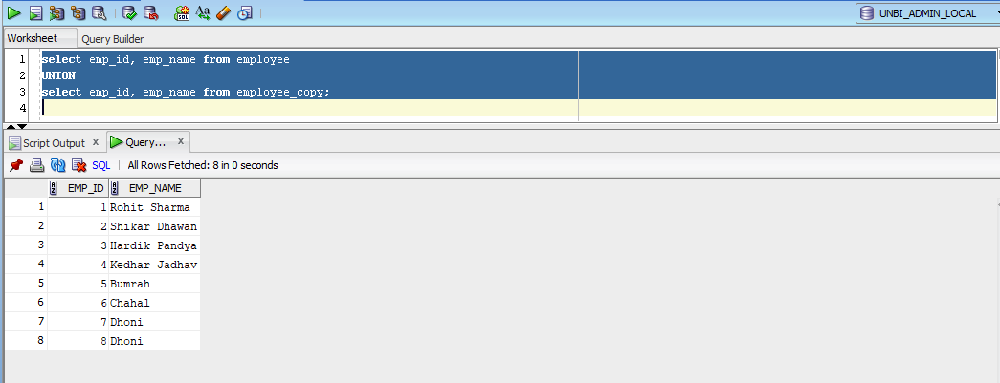 UNBI_ADMIN_LOCAL
Worksheet Query Builder
1 select emp_id, emp_name from employee
2 UNION
3 select emp_id, emp_name from employee_copy;
4
Script Output x Query... x
SQL | All Rows Fetched: 8 in 0 seconds
EMP_ID EMP_NAME
1 1 Rohit Sharma
2 2 Shikar Dhawan
3 3 Hardik Pandya
4 4 Kedhar Jadhav
5 5 Bumrah
6 6 Chahal
7 7 Dhoni
8 8 Dhoni